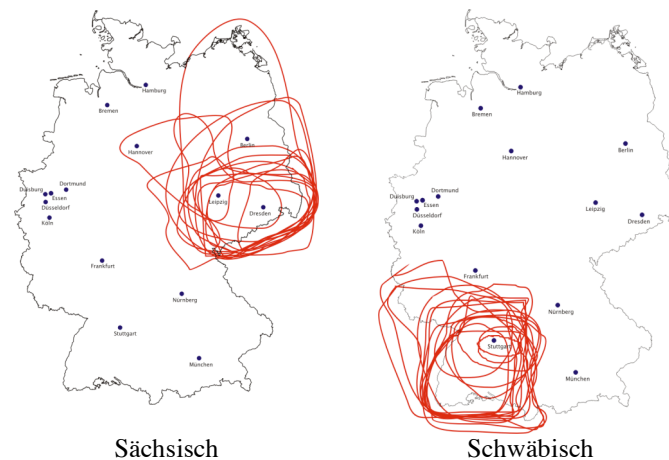 Hamburg
Bremen
Hannover
Berlin
Duisburg
Dortmund
Essen
Düsseldorf
Köln
Leipzig
Dresden
Frankfurt
Nürnberg
Stuttgart
München
Sächsisch
Hamburg
Bremen
Hannover
Berlin
Duisburg
Dortmund
Essen
Düsseldorf
Köln
Leipzig
Dresden
Frankfurt
Nürnberg
Stuttgart
München
Schwäbisch